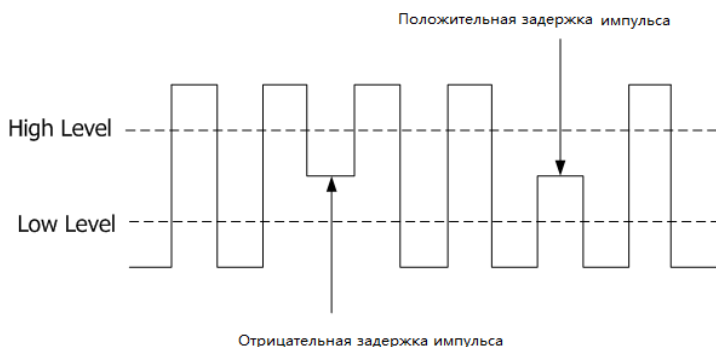 Положительная задержка импульса
High Level
Low Level
Отрицательная задержка импульса